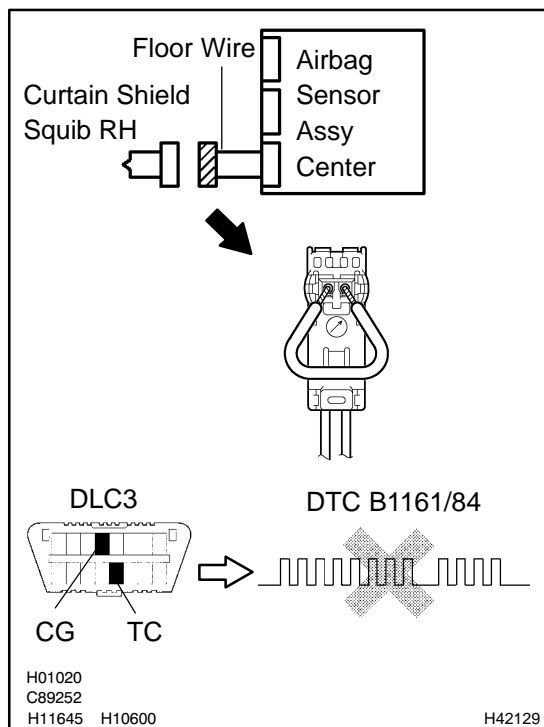 Floor Wire
Curtain Shield
Squib RH
Airbag
Sensor
Assy
Center
DLC3
DTC B1161/84
CG
TC
H01020
C89252
H11645 H10600
H42129